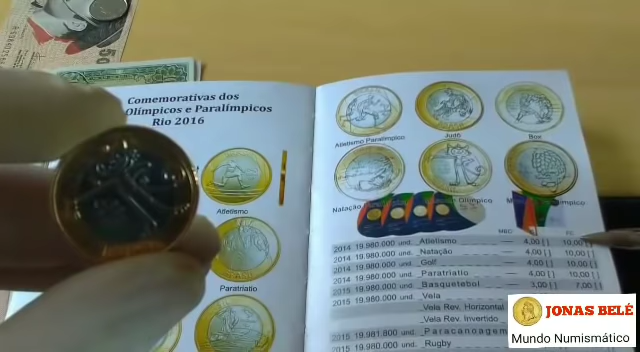 Comemorativas dos
Olímpicos e Paralímpicos
Rio 2016
Atletismo
Paratriatlo
Atletismo Paralímpico
Judô
Box
Natação
MBC
FC
2014 19.980.000 und. Atletismo 4,00 [ ] 10,00 [ ]
2014 19.980.000 und. Natação 4,00 [ ] 10,00 [ ]
2014 19.980.000 und. Golf 4,00 [ ] 10,00 [ ]
2014 19.980.000 und. Paratriatlo 4,00 [ ] 10,00 [ ]
2015 19.980.000 und. Basquetebol 3,00 [ ] 7,00 [ ]
2015 19.980.000 und. Vela
Vela Rev. Horizontal
Vela Rev. Invertido
2015 19.981.800 und. Paracanoagem
2015 19.980.000 und. Rugby
JONAS BELÉ
Mundo Numismático